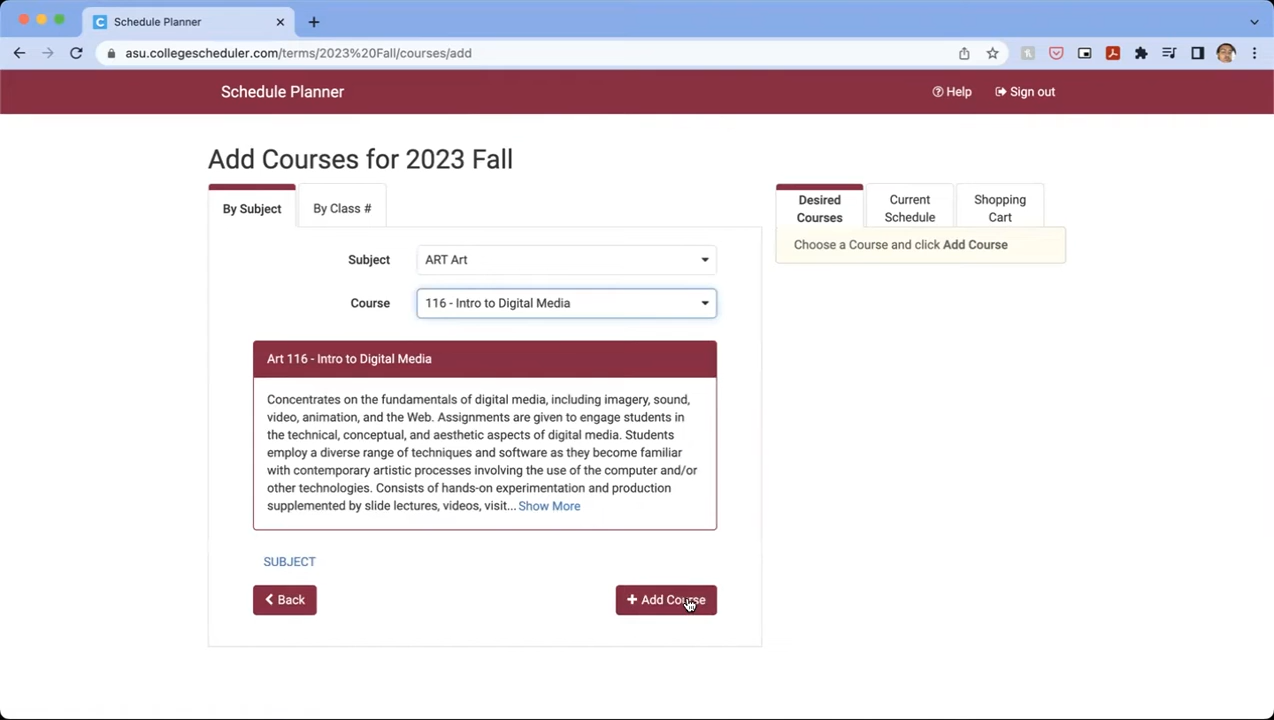 Schedule Planner
asu.collegescheduler.com/terms/2023%20Fall/courses/add
Schedule Planner
Help
Sign out
Add Courses for 2023 Fall
By Subject
By Class #
Desired Courses
Current Schedule
Shopping Cart
Choose a Course and click Add Course
Subject
ART Art
Course
116 - Intro to Digital Media
Art 116 - Intro to Digital Media
Concentrates on the fundamentals of digital media, including imagery, sound,
video, animation, and the Web. Assignments are given to engage students in
the technical, conceptual, and aesthetic aspects of digital media. Students
employ a diverse range of techniques and software as they become familiar
with contemporary artistic processes involving the use of the computer and/or
other technologies. Consists of hands-on experimentation and production
supplemented by slide lectures, videos, visit... Show More
SUBJECT
Back
+ Add Course